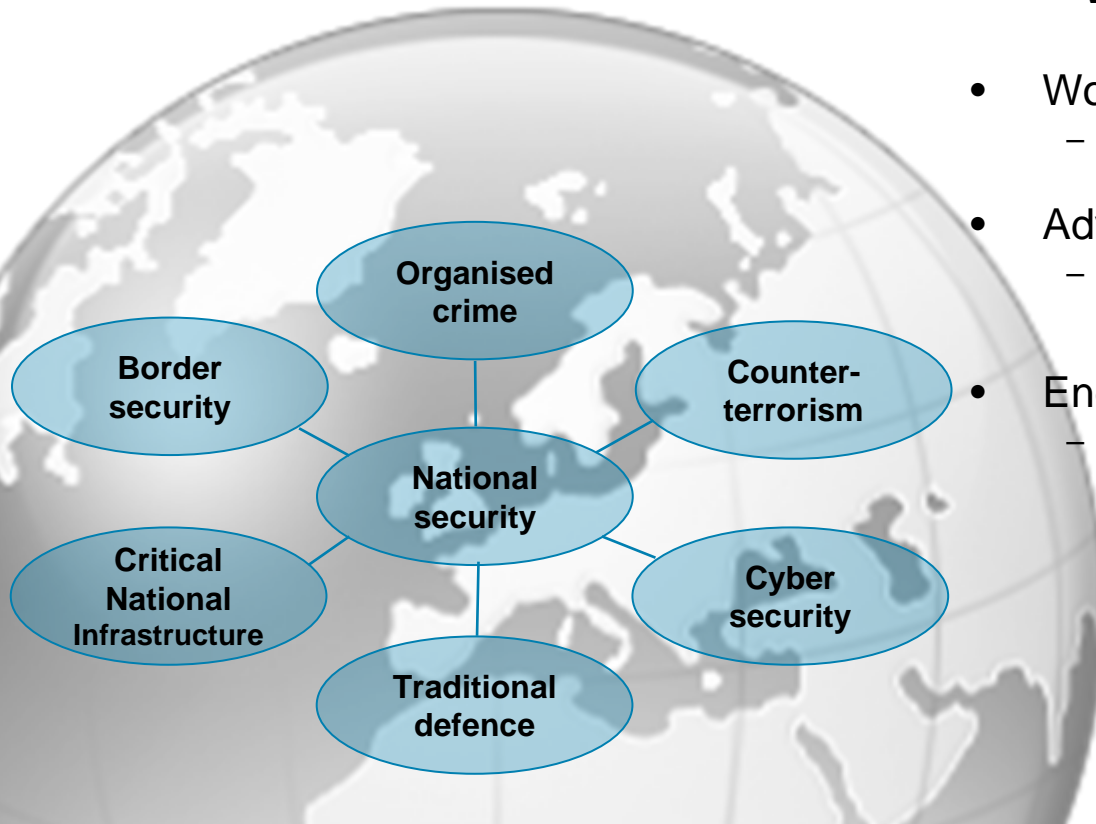 Organised
crime
Border
security
Counter-
terrorism
National
security
Critical
National
Infrastructure
Cyber
security
Traditional
defence
•
–
•
–
•
–